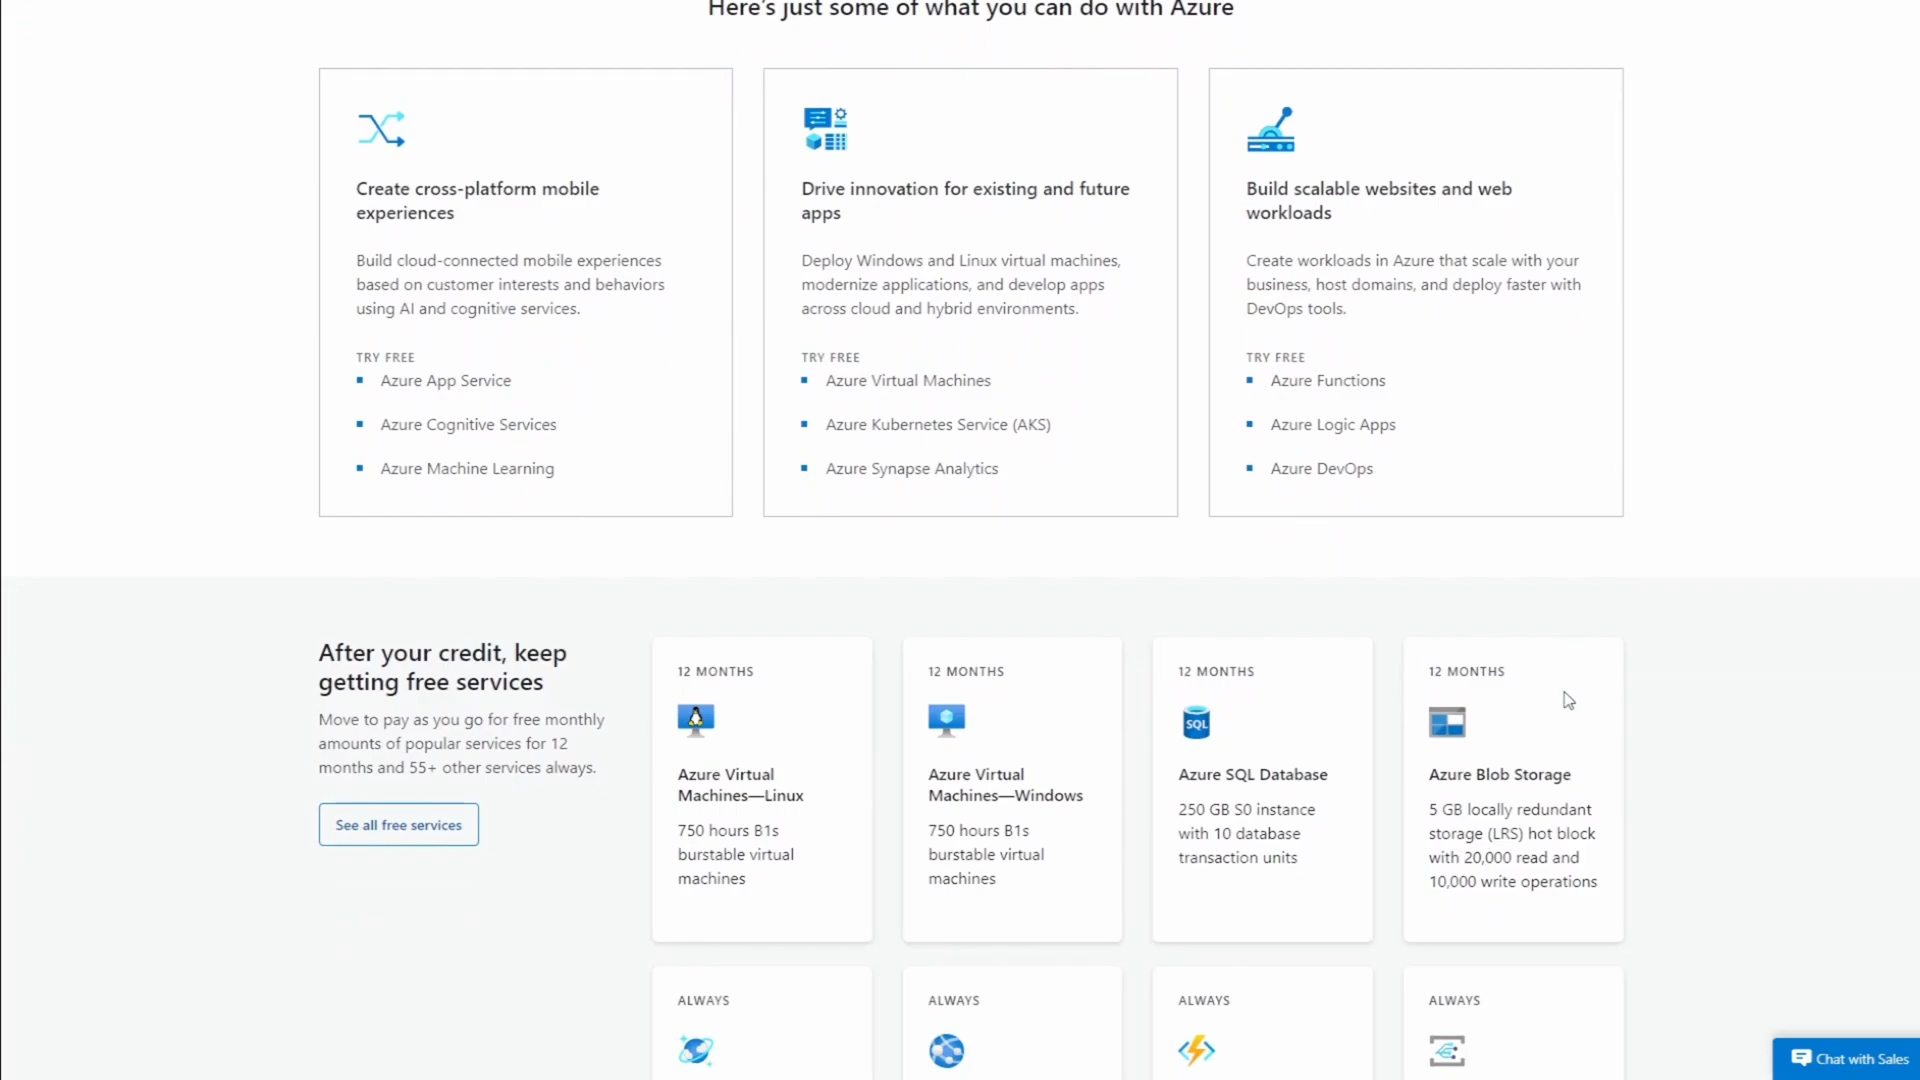 Here's just some of what you can do with Azure
Create cross-platform mobile
experiences
Build cloud-connected mobile experiences
based on customer interests and behaviors
using AI and cognitive services.
TRY FREE
Azure App Service
Azure Cognitive Services
Azure Machine Learning
Drive innovation for existing and future
apps
Deploy Windows and Linux virtual machines,
modernize applications, and develop apps
across cloud and hybrid environments.
TRY FREE
Azure Virtual Machines
Azure Kubernetes Service (AKS)
Azure Synapse Analytics
Build scalable websites and web
workloads
Create workloads in Azure that scale with your
business, host domains, and deploy faster with
DevOps tools.
TRY FREE
Azure Functions
Azure Logic Apps
Azure DevOps
After your credit, keep
getting free services
Move to pay as you go for free monthly
amounts of popular services for 12
months and 55+ other services always.
See all free services
12 MONTHS
Azure Virtual
Machines—Linux
750 hours B1s
burstable virtual
machines
12 MONTHS
Azure Virtual
Machines—Windows
750 hours B1s
burstable virtual
machines
12 MONTHS
SQL
Azure SQL Database
250 GB S0 instance
with 10 database
transaction units
12 MONTHS
Azure Blob Storage
5 GB locally redundant
storage (LRS) hot block
with 20,000 read and
10,000 write operations
ALWAYS
ALWAYS
ALWAYS
ALWAYS
Chat with Sales